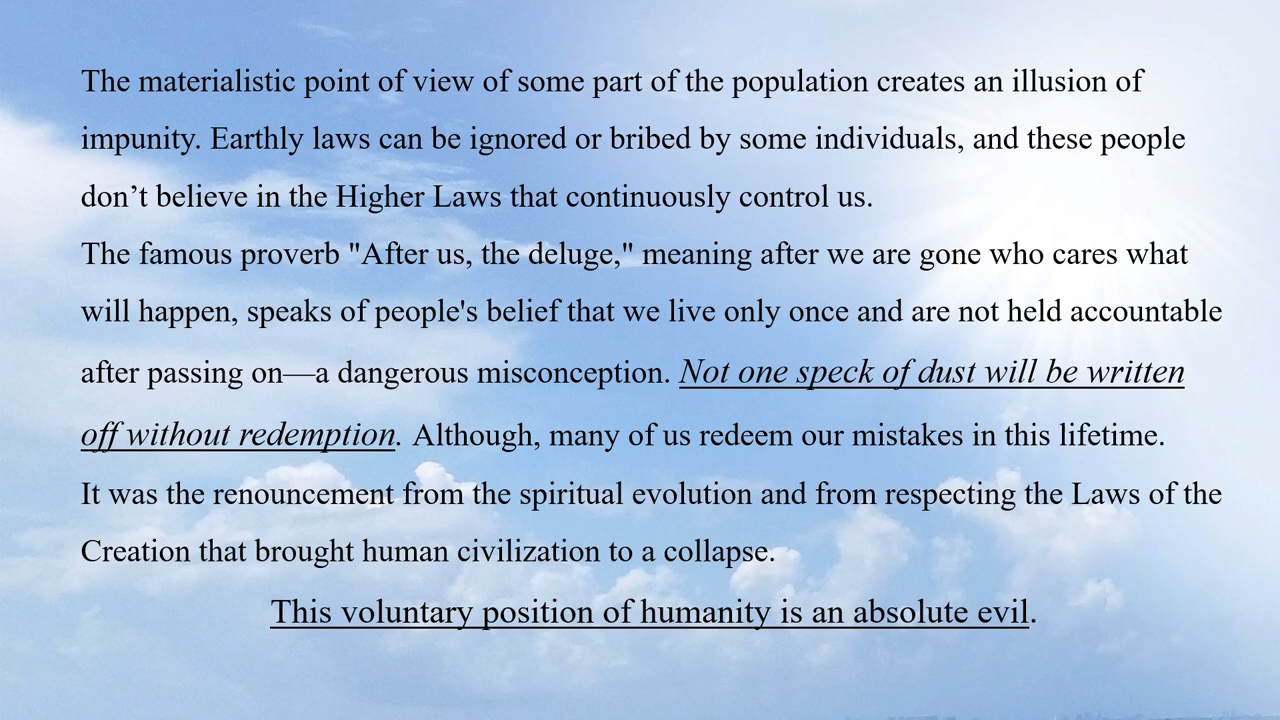 The materialistic point of view of some part of the population creates an illusion of
impunity. Earthly laws can be ignored or bribed by some individuals, and these people
don’t believe in the Higher Laws that continuously control us.
The famous proverb "After us, the deluge," meaning after we are gone who cares what
will happen, speaks of people's belief that we live only once and are not held accountable
after passing on—a dangerous misconception. Not one speck of dust will be written
off without redemption. Although, many of us redeem our mistakes in this lifetime.
It was the renouncement from the spiritual evolution and from respecting the Laws of the
Creation that brought human civilization to a collapse.
This voluntary position of humanity is an absolute evil.